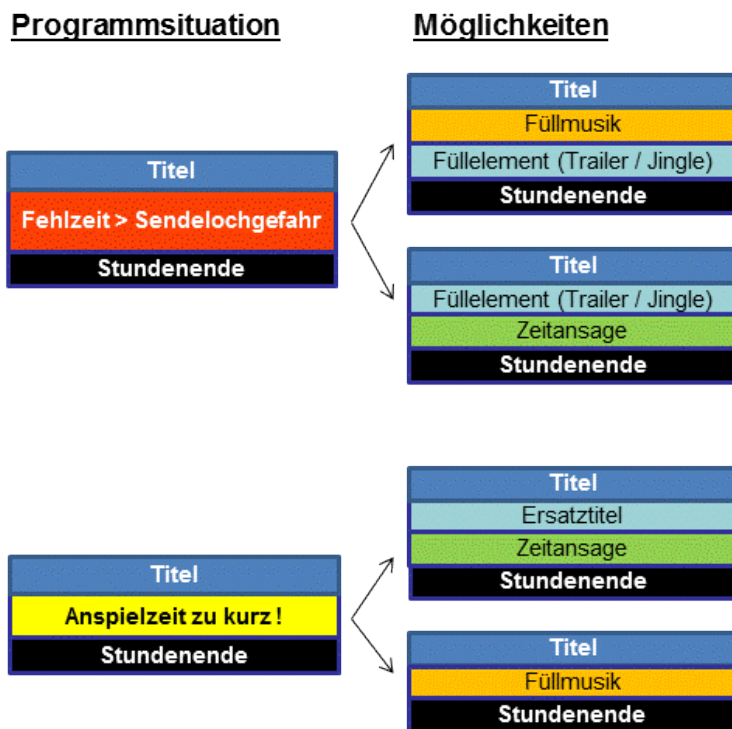 Programmsituation
Möglichkeiten
Titel
Fehlzeit > Sendelochgefahr
Stundenende
Titel
Füllmusik
Füllelement (Trailer / Jingle)
Stundenende
Titel
Füllelement (Trailer / Jingle)
Zeitansage
Stundenende
Titel
Anspielzeit zu kurz !
Stundenende
Titel
Ersatztitel
Zeitansage
Stundenende
Titel
Füllmusik
Stundenende